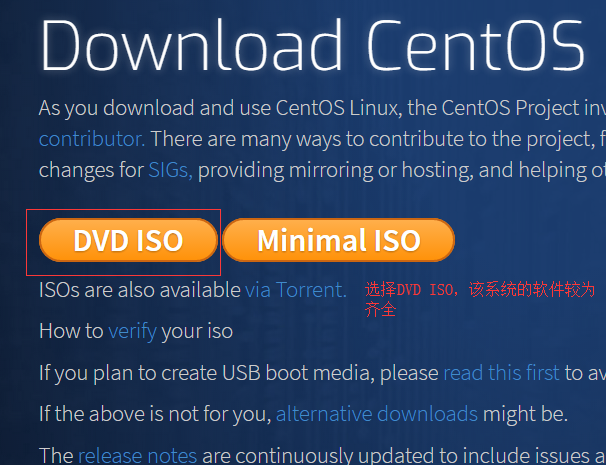 Download CentOS
As you download and use CentOS Linux, the CentOS Project inv
contributor. There are many ways to contribute to the project, f
changes for SIGs, providing mirroring or hosting, and helping ot
DVD ISO Minimal ISO
ISOs are also available via Torrent.
选择DVD ISO，该系统的软件较为
齐全
How to verify your iso
If you plan to create USB boot media, please read this first to av
If the above is not for you, alternative downloads might be.
The release notes are continuously updated to include issues a